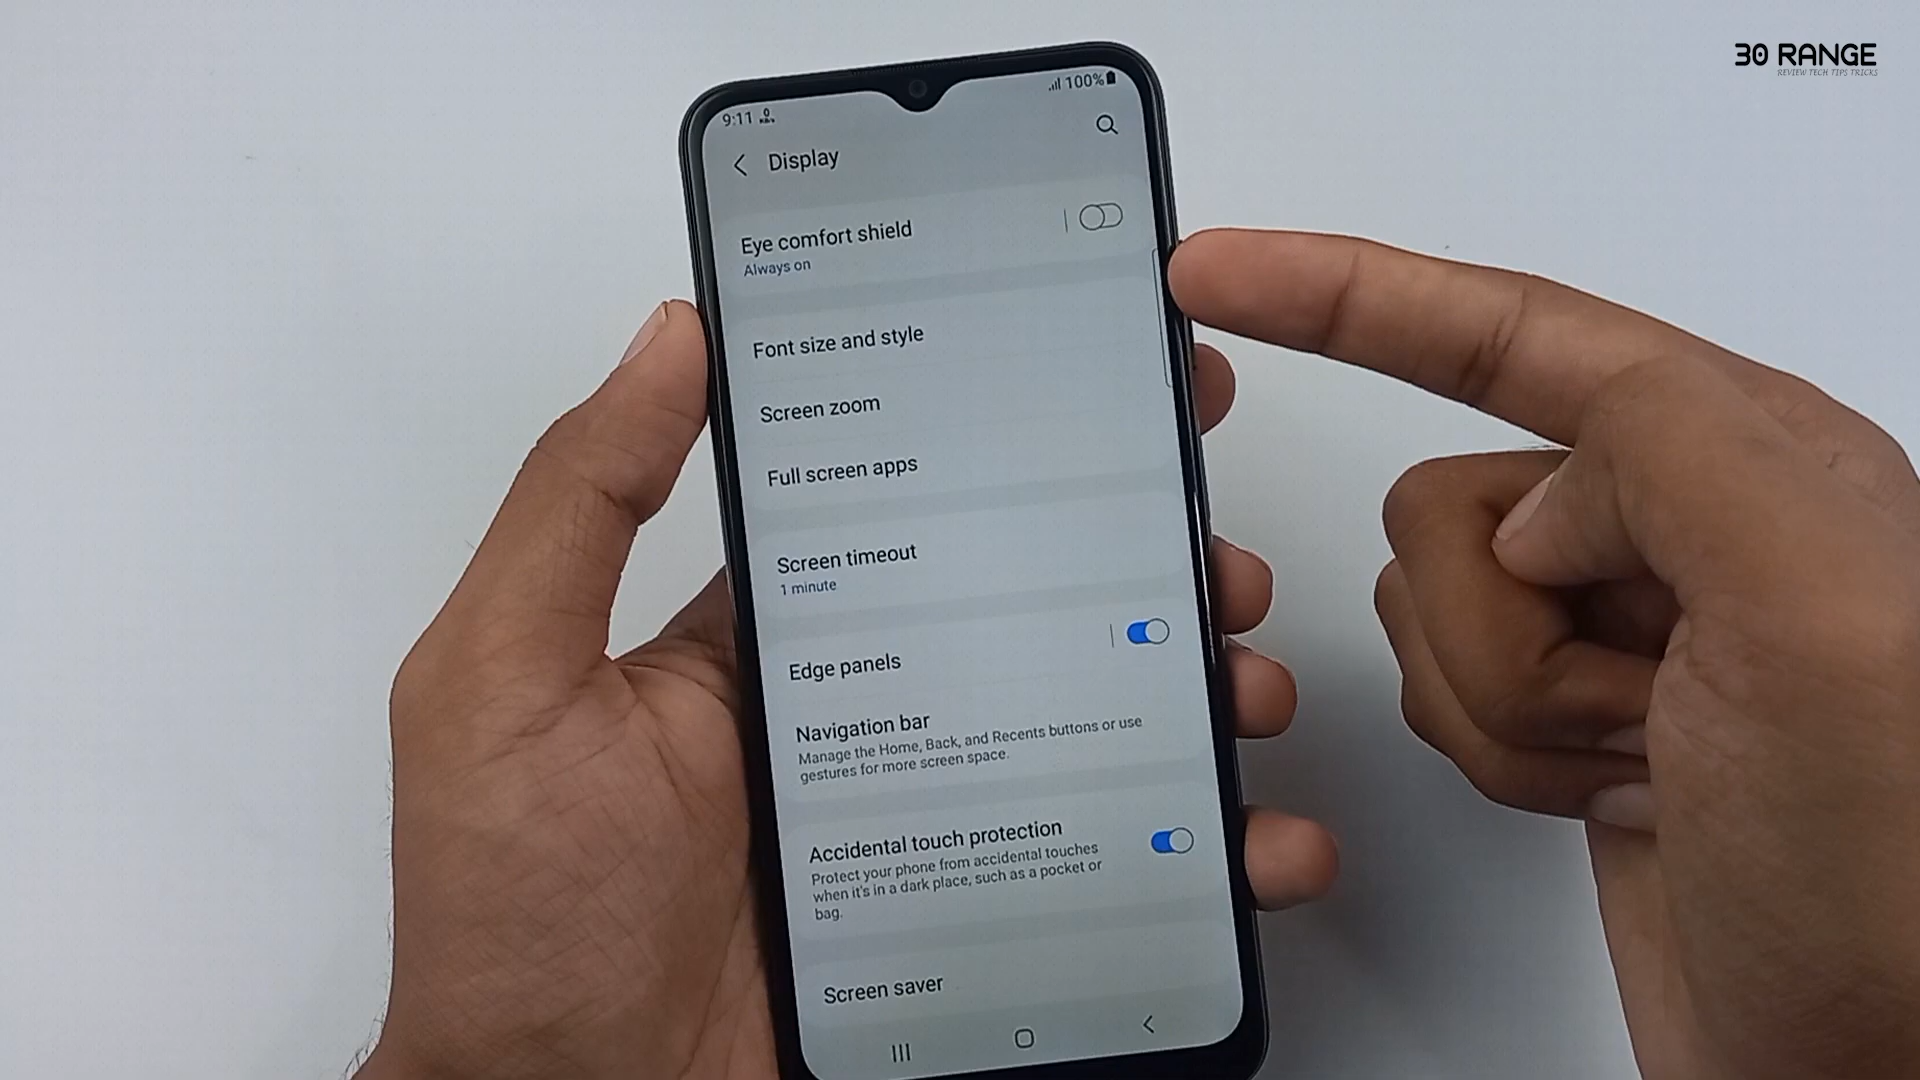 30 RANGE
REVIEW TECH TIPS TRICKS
9:11 0 KB/s
100%
Display
Eye comfort shield
Always on
Font size and style
Screen zoom
Full screen apps
Screen timeout
1 minute
Edge panels
Navigation bar
Manage the Home, Back, and Recents buttons or use
gestures for more screen space.
Accidental touch protection
Protect your phone from accidental touches
when it's in a dark place, such as a pocket or
bag.
Screen saver